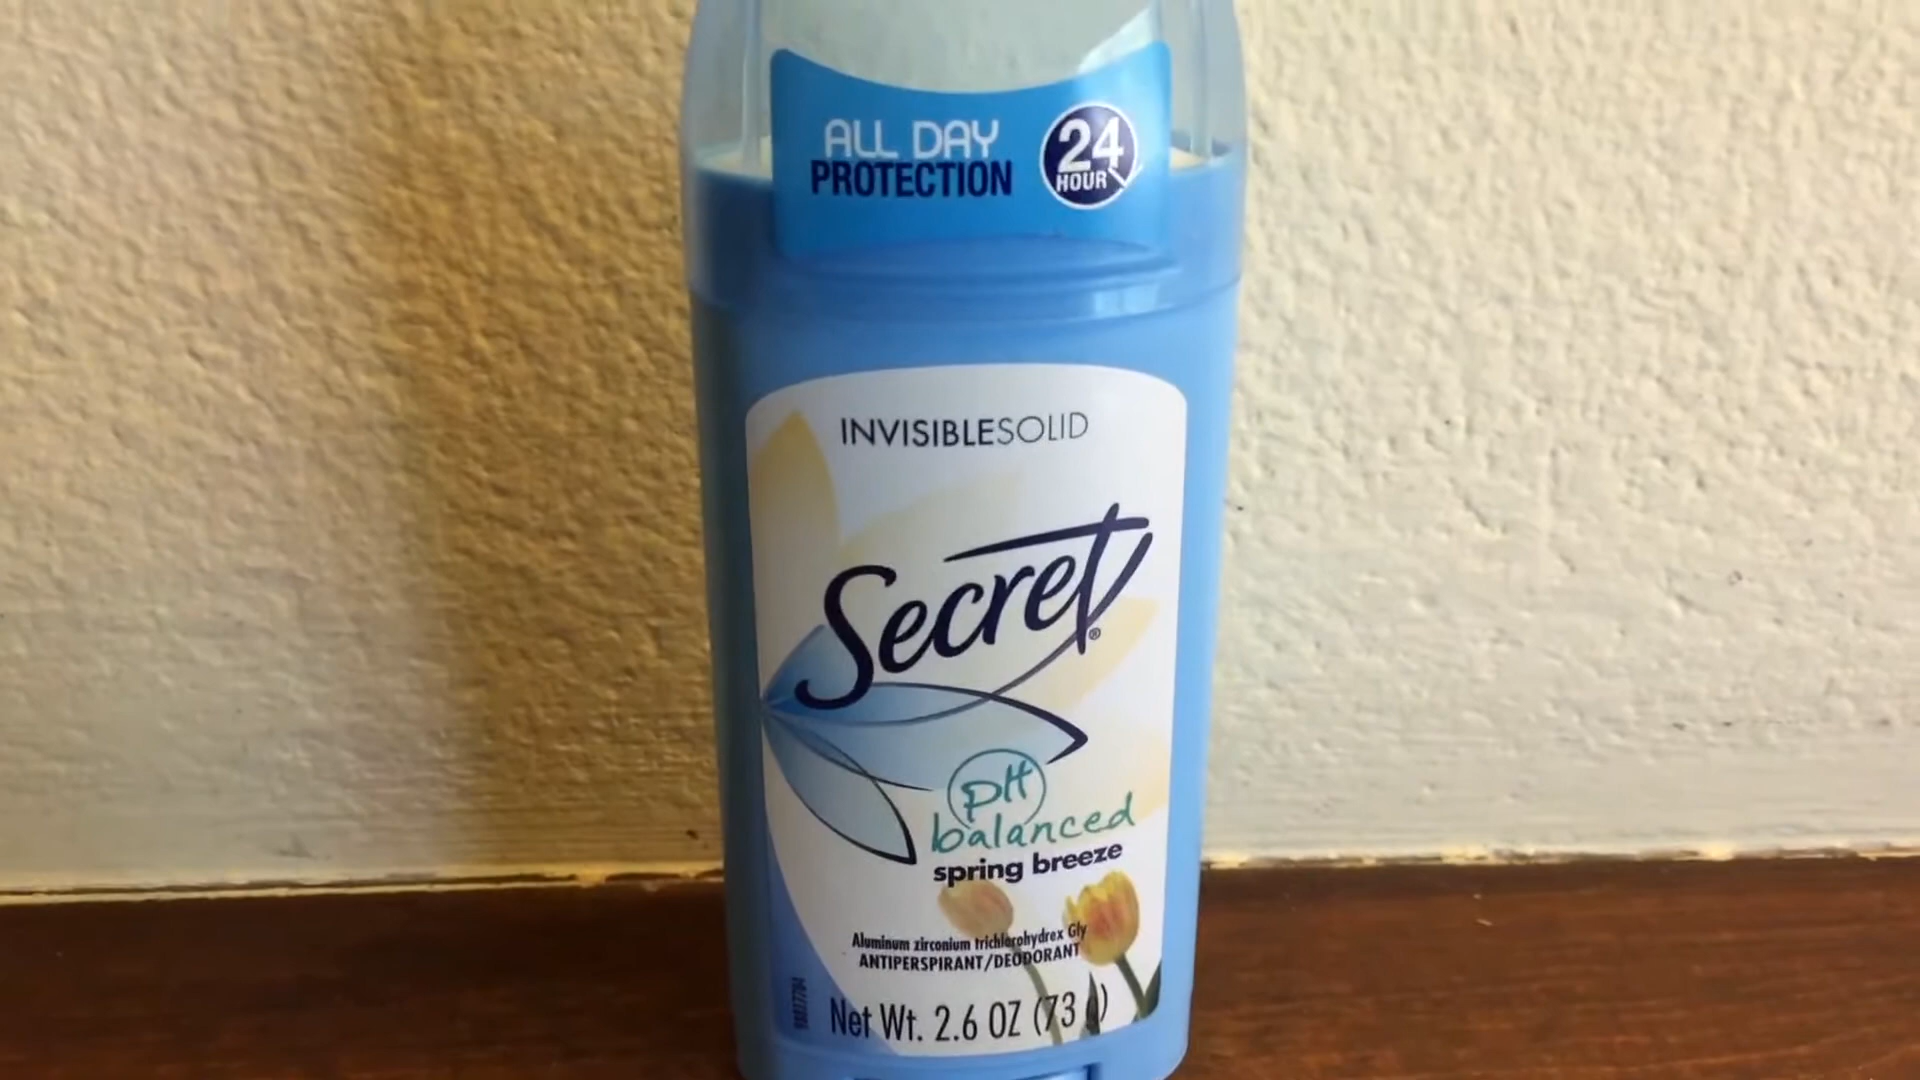 ALL DAY
PROTECTION
24
HOUR
INVISIBLESOLID
Secret®
pH
balanced
spring breeze
Aluminum zirconium trichlorohydrex Gly
ANTIPERSPIRANT/DEODORANT
Net Wt. 2.6 OZ (73 g)